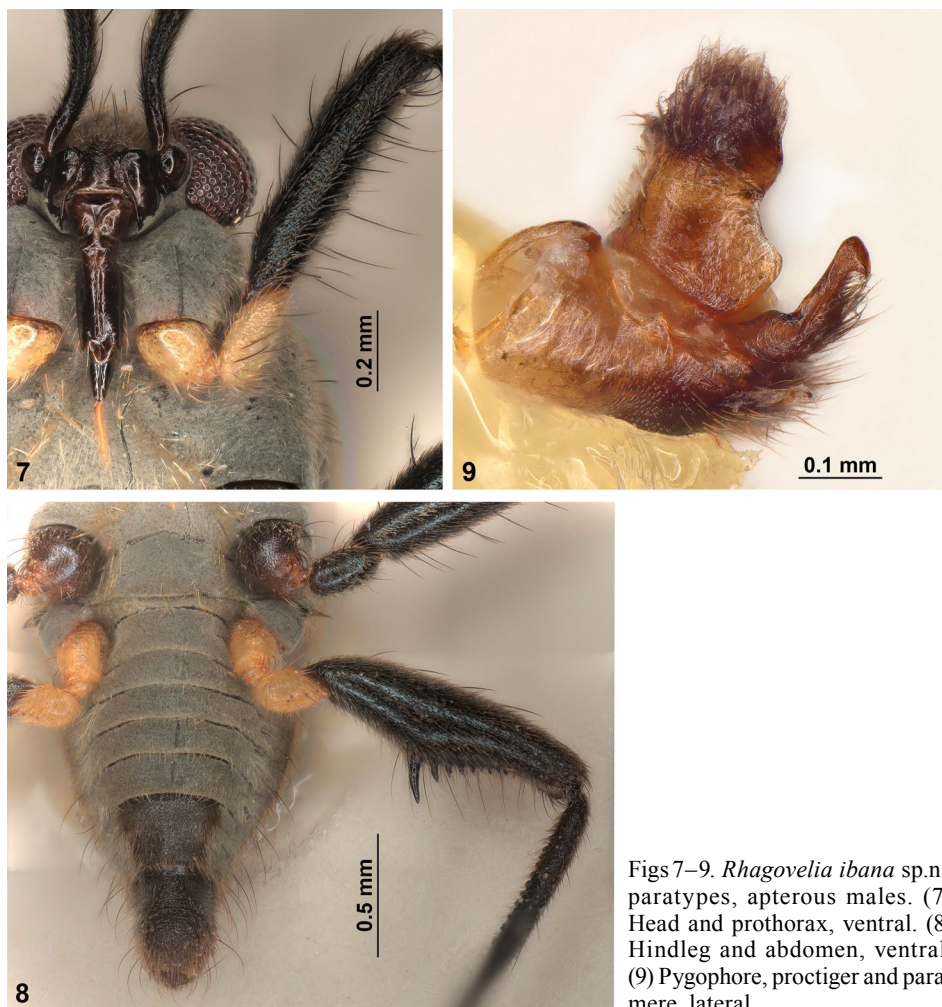 7
0.2 mm
9
0.1 mm
8
0.5 mm
Figs 7–9. Rhagovelia ibana sp.n.
paratypes, apterous males. (7
Head and prothorax, ventral. (8
Hindleg and abdomen, ventral
(9) Pygophore, proctiger and para
mere, lateral